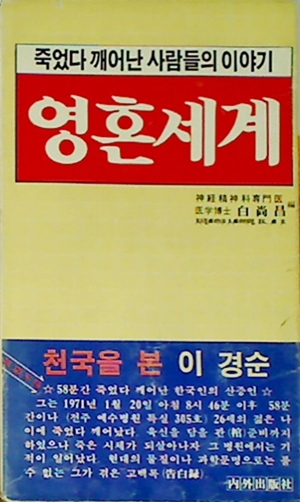 죽었다 깨어난 사람들의 이야기
영혼세계
神経精神科専門医
医学博士 白尚昌 編
천국을 본 이 경순
☆ 58분간 죽었다 깨어난 한국인의 산증인 ☆
그는 1971년 1월 20일 아침 8시 46분 이후 58분
간이나 (전주 예수병원 특실 305호) 26세의 젊은 나
이에 죽었다 깨어났다. 육신을 담을 관(棺)준비까지
하였으나 죽은 시체가 되살아나자 그 병원에서는 기
적이 일어났다. 현대의 물질이나 과학문명으로는 풀
수 없는 그가 겪은 고백록(告白録)
內外出版社